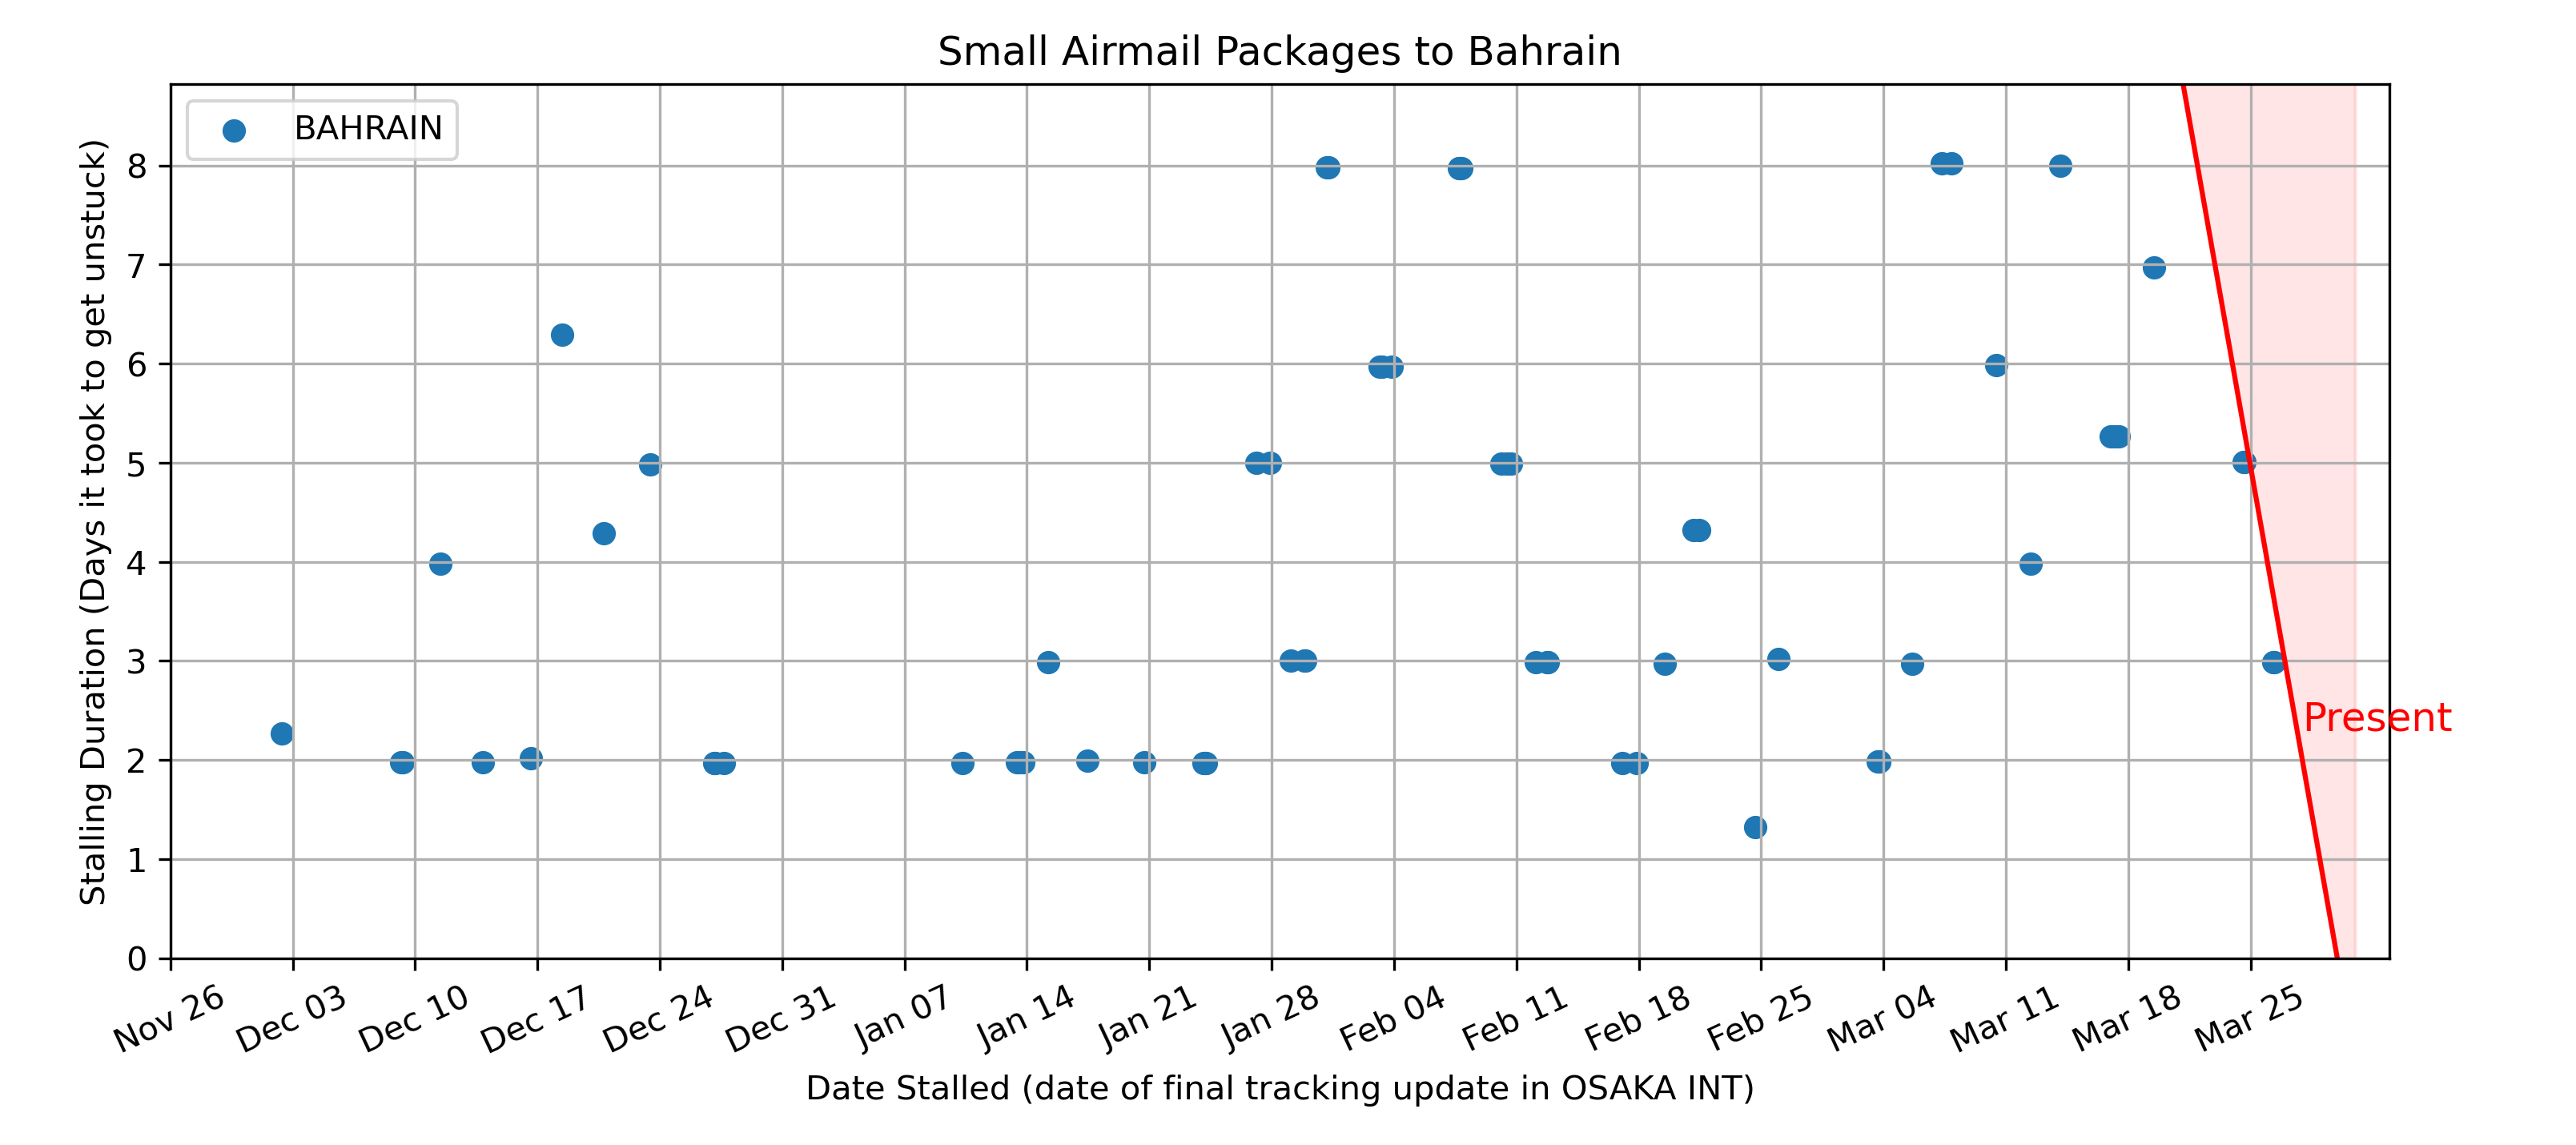 Small Airmail Packages to Bahrain
BAHRAIN
Stalling Duration (Days it took to get unstuck)
8
7
6
5
4
3
2
1
0
Present
Nov 26
Dec 03
Dec 10
Dec 17
Dec 24
Dec 31
Jan 07
Jan 14
Jan 21
Jan 28
Feb 04
Feb 11
Feb 18
Feb 25
Mar 04
Mar 11
Mar 18
Mar 25
Date Stalled (date of final tracking update in OSAKA INT)